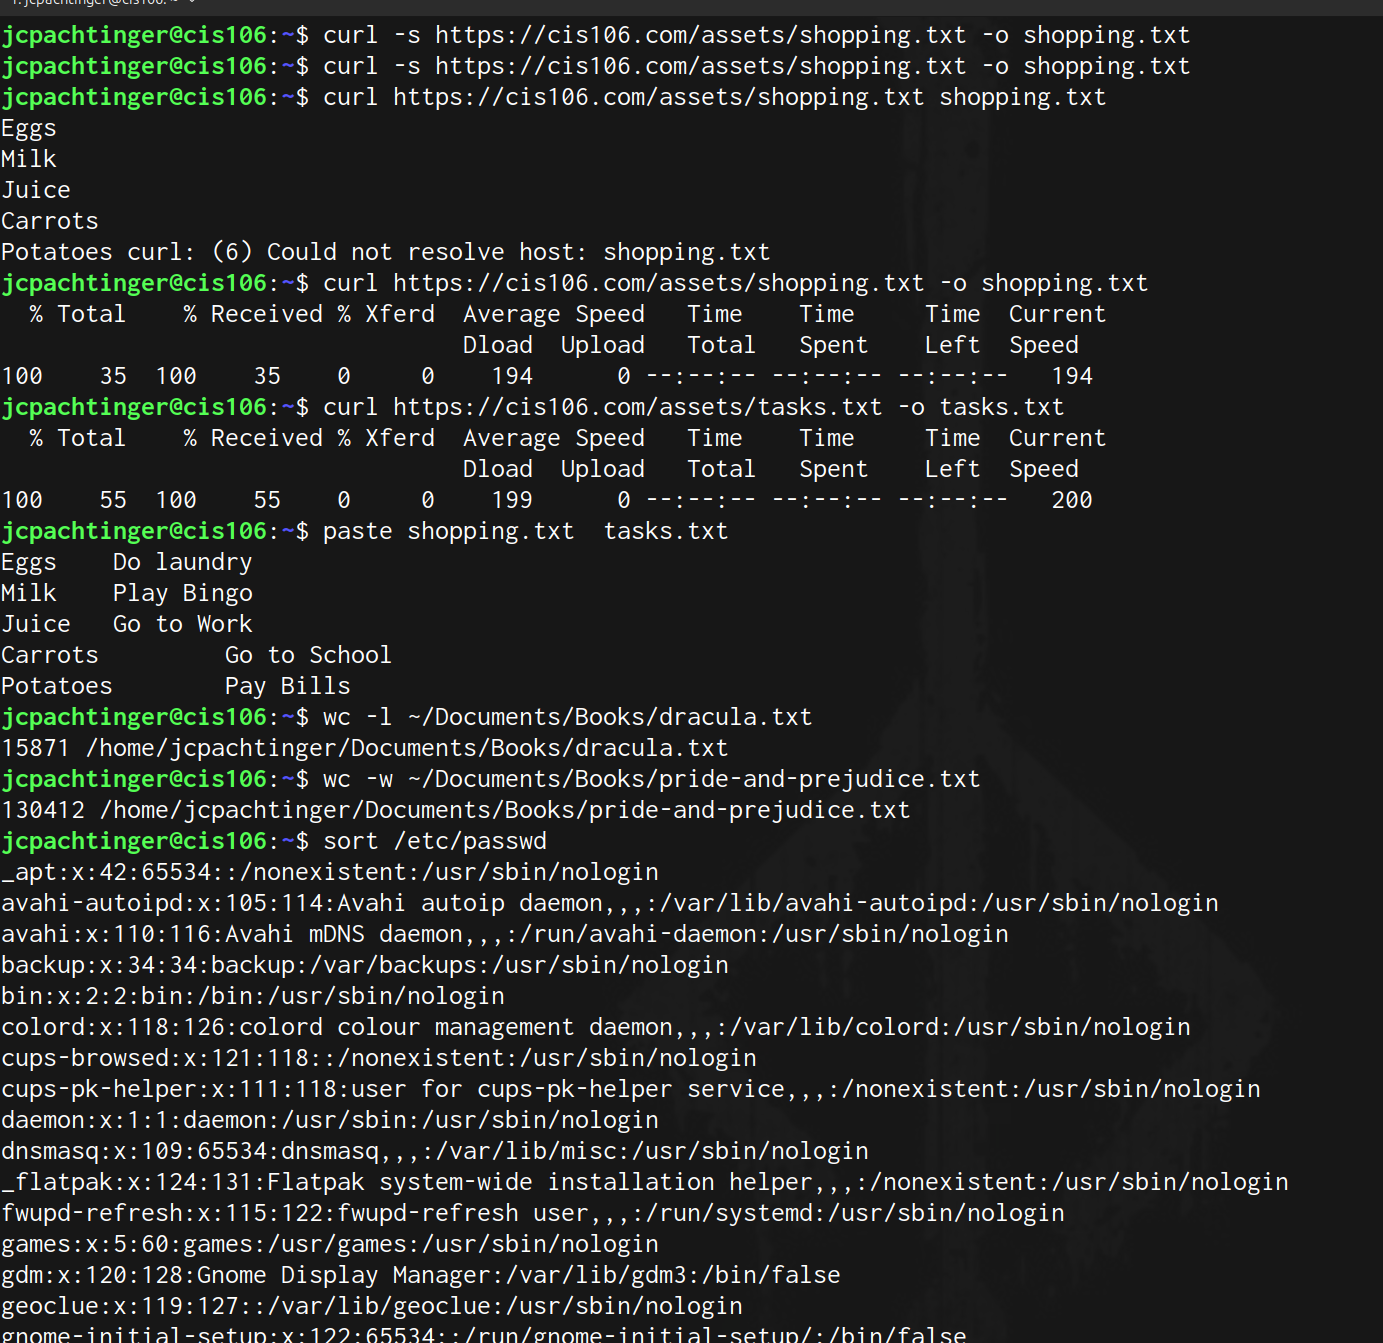 1: jcpachtinger@cis106: ~
jcpachtinger@cis106:~$ curl -s https://cis106.com/assets/shopping.txt -o shopping.txt
jcpachtinger@cis106:~$ curl -s https://cis106.com/assets/shopping.txt -o shopping.txt
jcpachtinger@cis106:~$ curl https://cis106.com/assets/shopping.txt shopping.txt
Eggs
Milk
Juice
Carrots
Potatoes curl: (6) Could not resolve host: shopping.txt
jcpachtinger@cis106:~$ curl https://cis106.com/assets/shopping.txt -o shopping.txt
  % Total    % Received % Xferd  Average Speed   Time    Time     Time  Current
                                 Dload  Upload   Total   Spent    Left  Speed
100    35  100    35    0     0    194      0 --:--:-- --:--:-- --:--:--   194
jcpachtinger@cis106:~$ curl https://cis106.com/assets/tasks.txt -o tasks.txt
  % Total    % Received % Xferd  Average Speed   Time    Time     Time  Current
                                 Dload  Upload   Total   Spent    Left  Speed
100    55  100    55    0     0    199      0 --:--:-- --:--:-- --:--:--   200
jcpachtinger@cis106:~$ paste shopping.txt  tasks.txt
Eggs    Do laundry
Milk    Play Bingo
Juice   Go to Work
Carrots         Go to School
Potatoes        Pay Bills
jcpachtinger@cis106:~$ wc -l ~/Documents/Books/dracula.txt
15871 /home/jcpachtinger/Documents/Books/dracula.txt
jcpachtinger@cis106:~$ wc -w ~/Documents/Books/pride-and-prejudice.txt
130412 /home/jcpachtinger/Documents/Books/pride-and-prejudice.txt
jcpachtinger@cis106:~$ sort /etc/passwd
_apt:x:42:65534::/nonexistent:/usr/sbin/nologin
avahi-autoipd:x:105:114:Avahi autoip daemon,,,:/var/lib/avahi-autoipd:/usr/sbin/nologin
avahi:x:110:116:Avahi mDNS daemon,,,:/run/avahi-daemon:/usr/sbin/nologin
backup:x:34:34:backup:/var/backups:/usr/sbin/nologin
bin:x:2:2:bin:/bin:/usr/sbin/nologin
colord:x:118:126:colord colour management daemon,,,:/var/lib/colord:/usr/sbin/nologin
cups-browsed:x:121:118::/nonexistent:/usr/sbin/nologin
cups-pk-helper:x:111:118:user for cups-pk-helper service,,,:/nonexistent:/usr/sbin/nologin
daemon:x:1:1:daemon:/usr/sbin:/usr/sbin/nologin
dnsmasq:x:109:65534:dnsmasq,,,:/var/lib/misc:/usr/sbin/nologin
_flatpak:x:124:131:Flatpak system-wide installation helper,,,:/nonexistent:/usr/sbin/nologin
fwupd-refresh:x:115:122:fwupd-refresh user,,,:/run/systemd:/usr/sbin/nologin
games:x:5:60:games:/usr/games:/usr/sbin/nologin
gdm:x:120:128:Gnome Display Manager:/var/lib/gdm3:/bin/false
geoclue:x:119:127::/var/lib/geoclue:/usr/sbin/nologin
gnome-initial-setup:x:122:65534::/run/gnome-initial-setup/:/bin/false